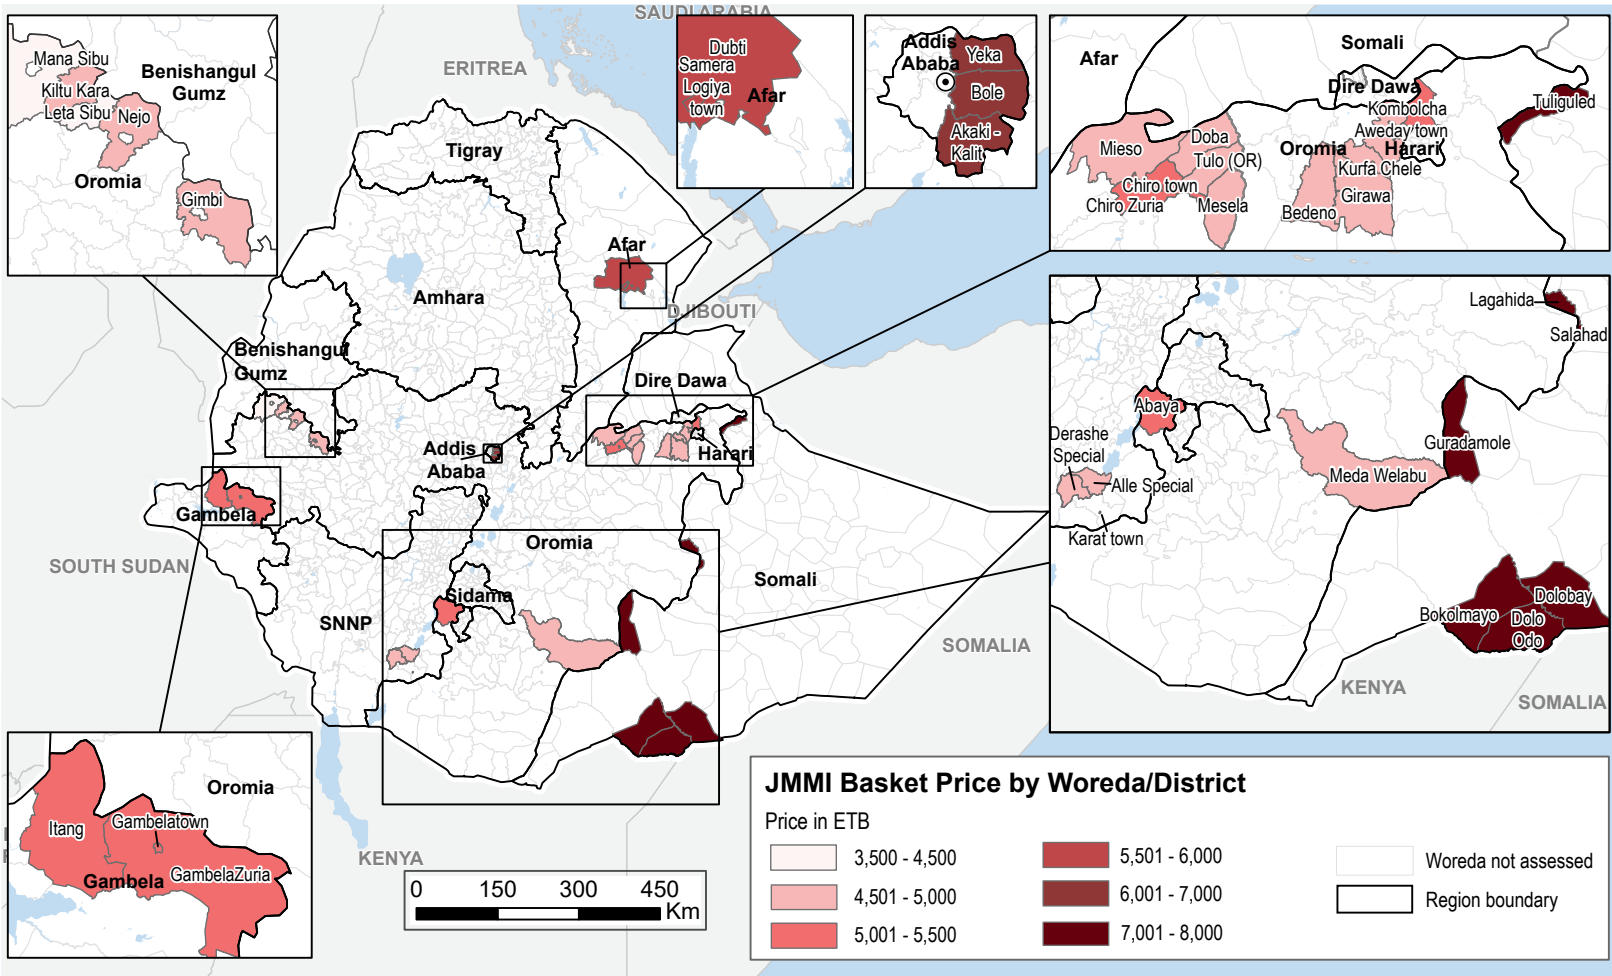 SAUDI ARABIA
ERITREA
DJIBOUTI
SOUTH SUDAN
SOMALIA
KENYA
Tigray
Afar
Amhara
Benishangul
Gumz
Dire Dawa
Addis
Ababa
Harari
Gambela
Oromia
Somali
Sidama
SNNP
Mana Sibu
Benishangul
Gumz
Kiltu Kara
Leta Sibu
Nejo
Oromia
Gimbi
Dubti
Samera
Logiya
town
Afar
Addis
Ababa
Yeka
Bole
Akaki -
Kalit
Afar
Somali
Dire Dawa
Kombolcha
Tuliguled
Mieso
Doba
Aweday town
Tulo (OR)
Oromia
Harari
Kurfa Chele
Chiro town
Girawa
Chiro Zuria
Mesela
Bedeno
Lagahida
Salahad
Abaya
Derashe
Special
Guradamole
Alle Special
Meda Welabu
Karat town
Bokolmayo
Dolobay
Dolo
Odo
KENYA
SOMALIA
Oromia
Itang
Gambelatown
Gambela
GambelaZuria
0 150 300 450
Km
JMMI Basket Price by Woreda/District
Price in ETB
3,500 - 4,500
4,501 - 5,000
5,001 - 5,500
5,501 - 6,000
6,001 - 7,000
7,001 - 8,000
Woreda not assessed
Region boundary